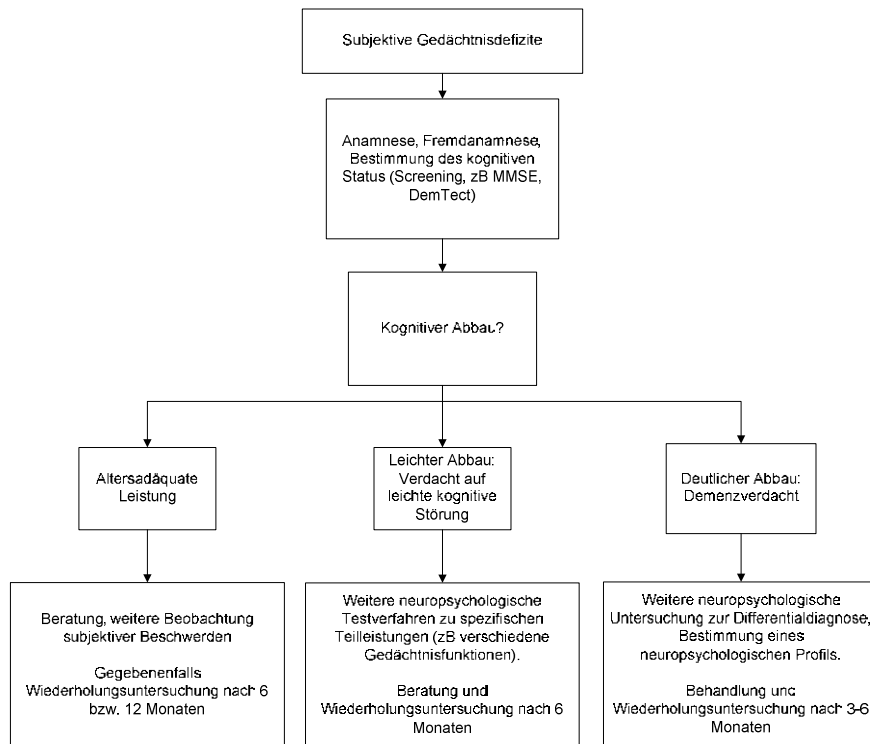 Subjektive Gedächtnisdefizite
Anamnese, Fremdanamnese,
Bestimmung des kognitiven
Status (Screening, zB MMSE,
DemTect)
Kognitiver Abbau?
Altersadäquate
Leistung
Leichter Abbau:
Verdacht auf
leichte kognitive
Störung
Deutlicher Abbau:
Demenzverdacht
Beratung, weitere Beobachtung
subjektiver Beschwerden
Gegebenenfalls
Wiederholungsuntersuchung nach 6
bzw. 12 Monaten
Weitere neuropsychologische
Testverfahren zu spezifischen
Teilleistungen (zB verschiedene
Gedächtnisfunktionen).
Beratung und
Wiederholungsuntersuchung nach 6
Monaten
Weitere neuropsychologische
Untersuchung zur Differentialdiagnose,
Bestimmung eines
neuropsychologischen Profils.
Behandlung und
Wiederholungsuntersuchung nach 3-6
Monaten